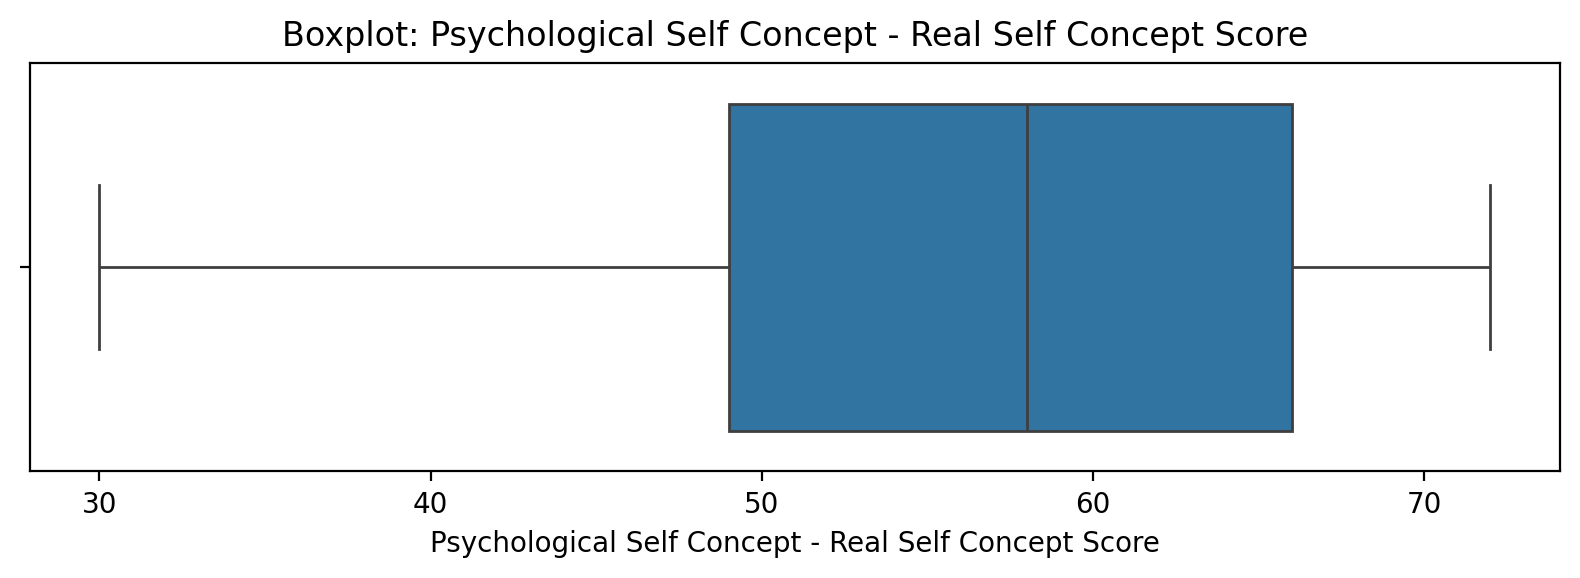 Boxplot: Psychological Self Concept - Real Self Concept Score
30 40 50 60 70
Psychological Self Concept - Real Self Concept Score